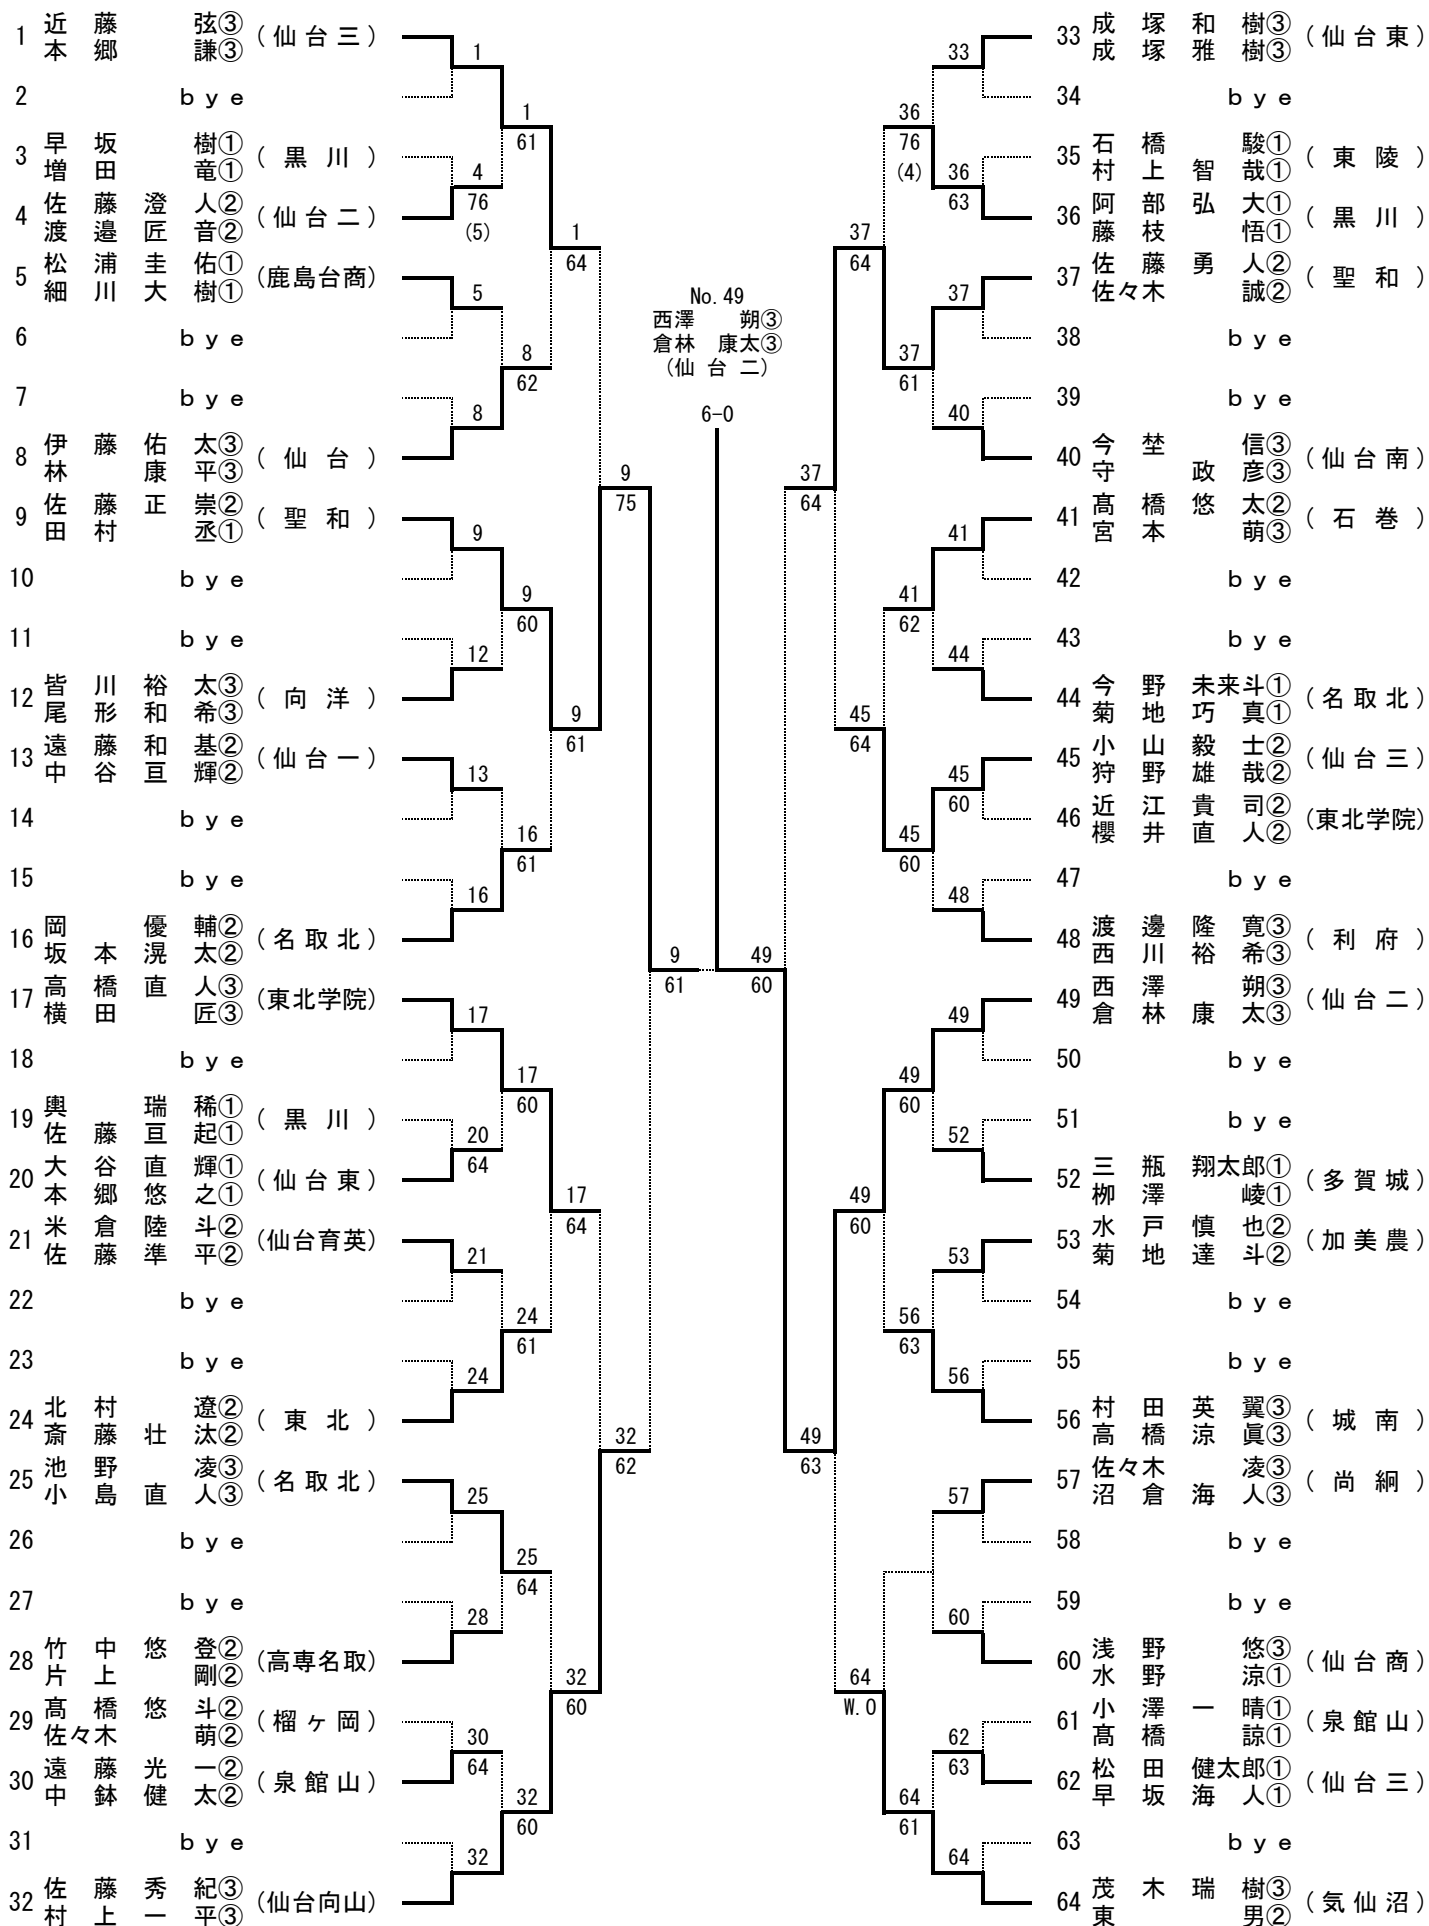 1 近藤 弦③ 本郷 謙③ (仙台三)
2 bye
3 早坂 樹① 増田 竜① (黒川)
4 佐藤澄人② 渡邉匠音② (仙台二)
5 松浦圭佑① 細川大樹① (鹿島台商)
6 bye
7 bye
8 伊藤佑太③ 林 康平③ (仙台)
9 佐藤正崇② 田村 丞① (聖和)
10 bye
11 bye
12 皆川裕太③ 尾形和希③ (向洋)
13 遠藤和基② 中谷亘輝② (仙台一)
14 bye
15 bye
16 岡 優輔② 坂本滉太② (名取北)
17 高橋直人③ 横田 匠③ (東北学院)
18 bye
19 輿 瑞稀① 佐藤亘起① (黒川)
20 大谷直輝① 本郷悠之① (仙台東)
21 米倉陸斗② 佐藤準平② (仙台育英)
22 bye
23 bye
24 北村 遼② 斎藤壮汰② (東北)
25 池野 凌③ 小島直人③ (名取北)
26 bye
27 bye
28 竹中悠登② 片上 剛② (高専名取)
29 髙橋悠斗② 佐々木 萌② (榴ヶ岡)
30 遠藤光一② 中鉢健太② (泉館山)
31 bye
32 佐藤秀紀③ 村上一平③ (仙台向山)
1
4
76
(5)
5
8
9
12
13
16
17
20
64
21
24
25
28
30
64
32
1
61
8
62
9
60
16
61
17
60
24
61
25
64
32
60
1
64
9
61
17
64
32
60
9
75
32
62
9
61
No.49
西澤 朔③
倉林 康太③
(仙台二)
6-0
49
60
37
64
49
63
37
64
45
64
49
60
64
W.O
36
76
(4)
37
61
41
62
45
60
49
60
56
63
64
61
33
36
63
37
40
41
44
45
60
48
49
52
53
56
57
60
62
63
64
33 成塚和樹③ 成塚雅樹③ (仙台東)
34 bye
35 石橋 駿① 村上智哉① (東陵)
36 阿部弘大① 藤枝 悟① (黒川)
37 佐藤勇人② 佐々木 誠② (聖和)
38 bye
39 bye
40 今埜 信③ 守 政彦③ (仙台南)
41 髙橋悠太② 宮本 萌③ (石巻)
42 bye
43 bye
44 今野未来斗① 菊地巧真① (名取北)
45 小山毅士② 狩野雄哉② (仙台三)
46 近江貴司② 櫻井直人② (東北学院)
47 bye
48 渡邊隆寛③ 西川裕希③ (利府)
49 西澤 朔③ 倉林康太③ (仙台二)
50 bye
51 bye
52 三瓶翔太郎① 栁澤 崚① (多賀城)
53 水戸慎也② 菊地達斗② (加美農)
54 bye
55 bye
56 村田英翼③ 高橋涼眞③ (城南)
57 佐々木 凌③ 沼倉海人③ (尚絅)
58 bye
59 bye
60 浅野 悠③ 水野 涼① (仙台商)
61 小澤一晴① 髙橋 諒① (泉館山)
62 松田健太郎① 早坂海人① (仙台三)
63 bye
64 茂木瑞樹③ 東 男② (気仙沼)